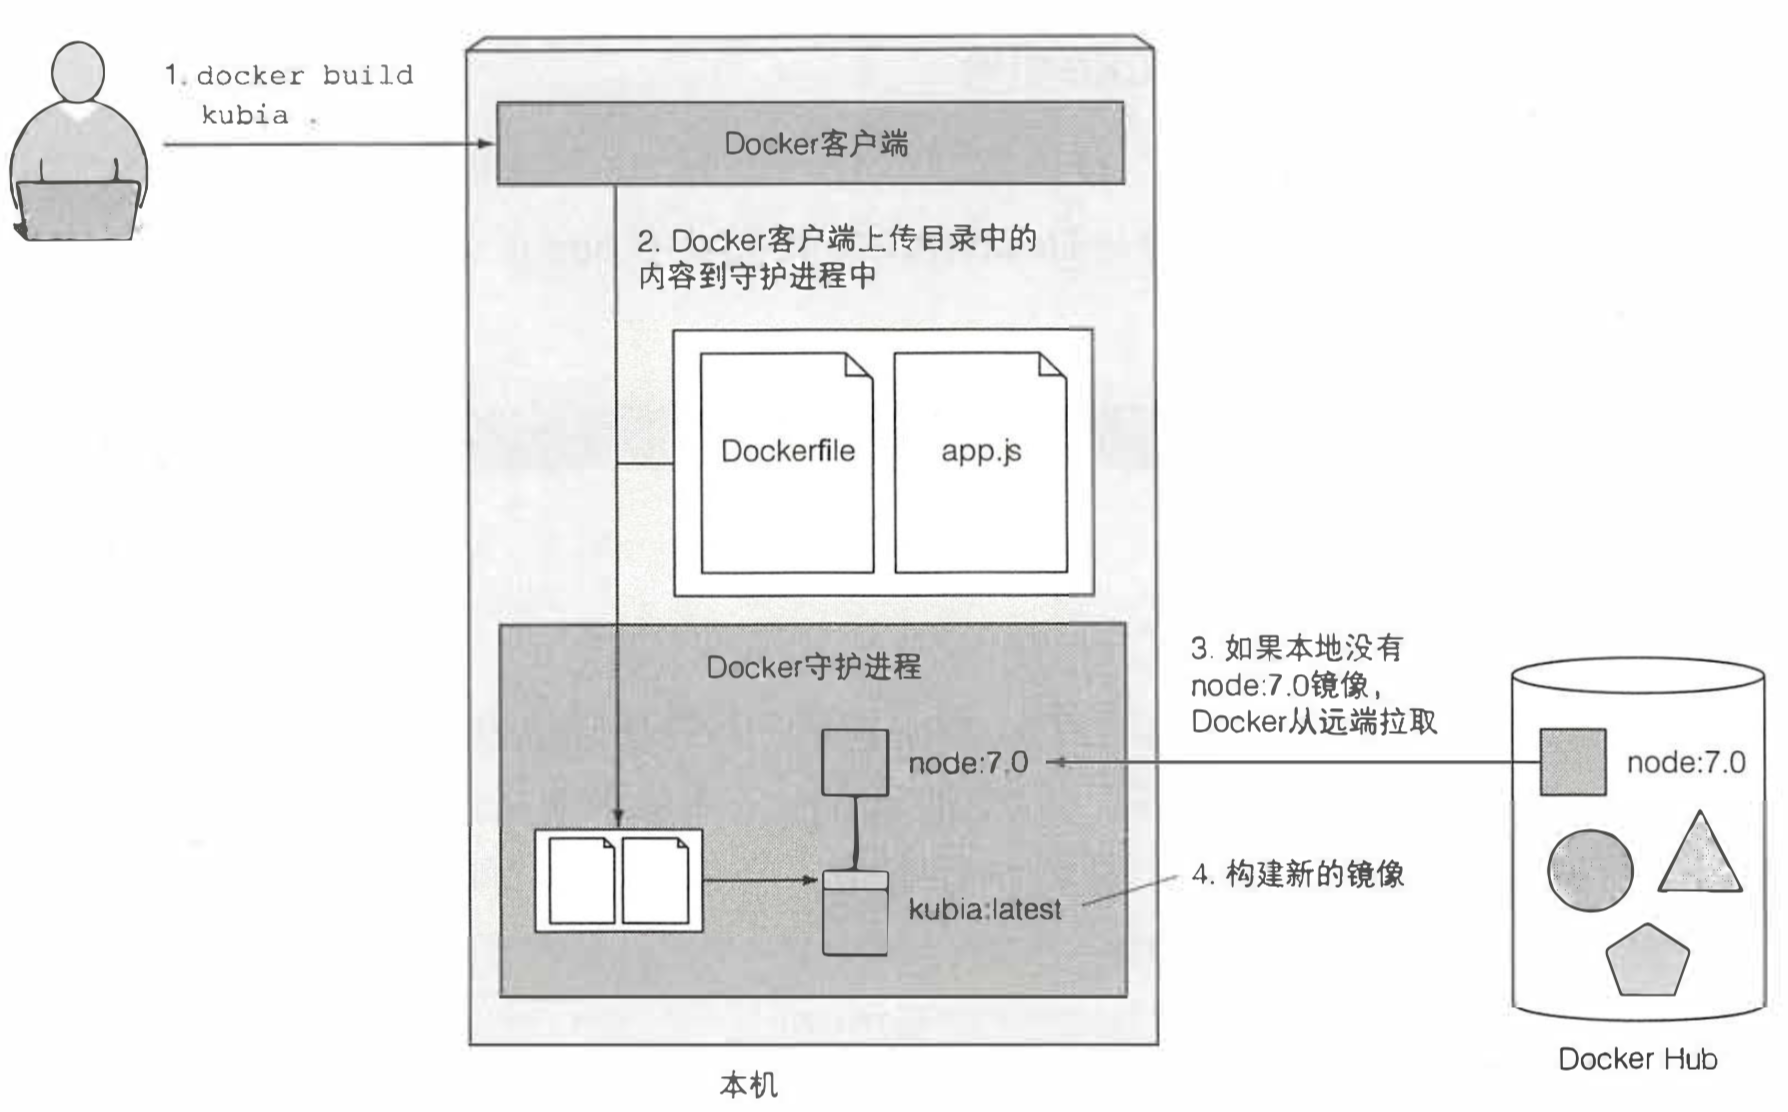 1. docker build
kubia .
Docker客户端
2. Docker客户端上传目录中的
内容到守护进程中
Dockerfile
app.js
Docker守护进程
3. 如果本地没有
node:7.0镜像，
Docker从远端拉取
node:7.0
node:7.0
4. 构建新的镜像
kubia:latest
Docker Hub
本机